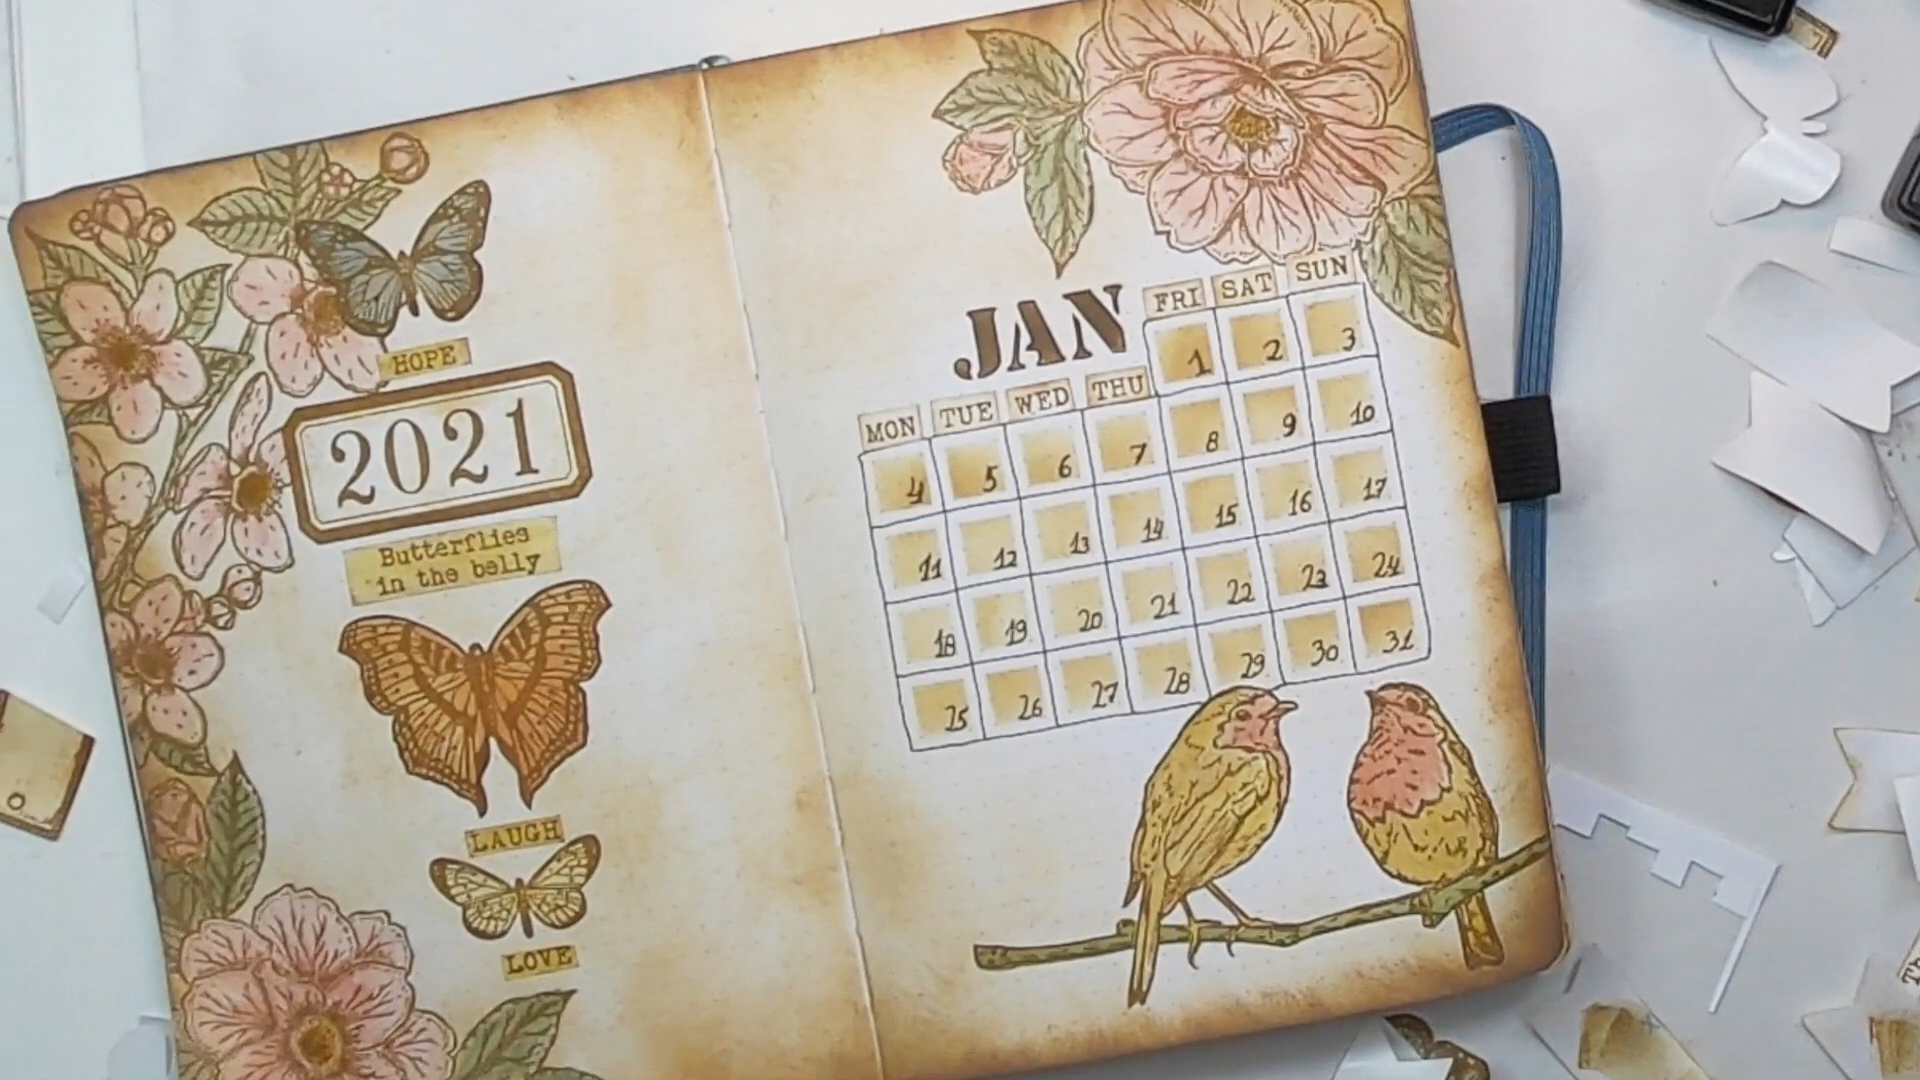 HOPE
2021
Butterflies
in the belly
LAUGH
LOVE
JAN
FRI SAT SUN
1 2 3
MON TUE WED THU
4 5 6 7 8 9 10
11 12 13 14 15 16 17
18 19 20 21 22 23 24
25 26 27 28 29 30 31